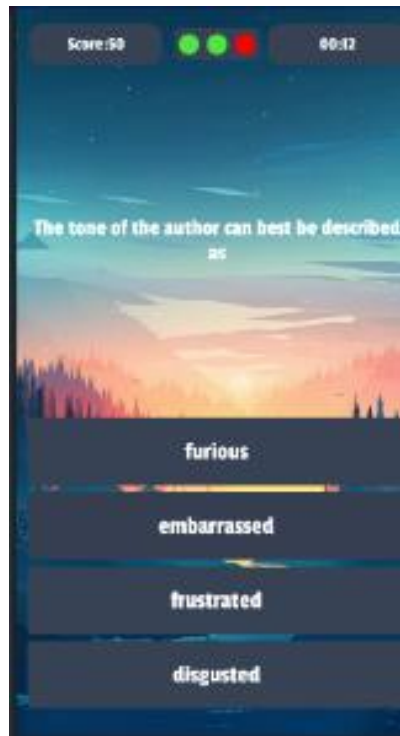 Score:50
00:12
The tone of the author can best be described
as
furious
embarrassed
frustrated
disgusted